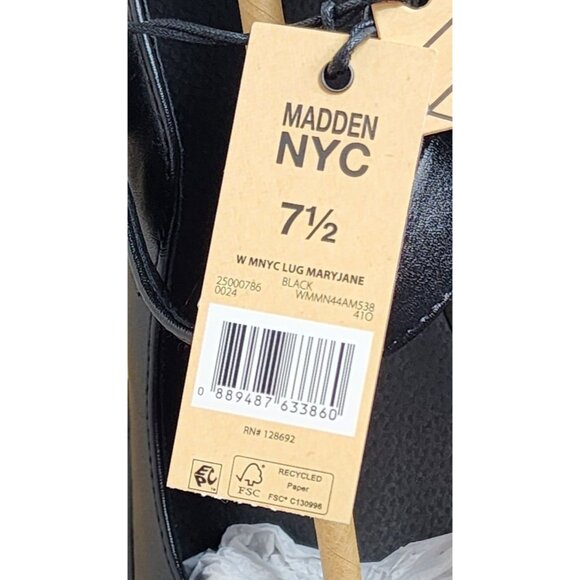 MADDEN
NYC
7½
W MNYC LUG MARYJANE
25000786 BLACK WMMN44AM538
0024 410
0 889487 633860
RN# 128692
EPC™ FSC RECYCLED
Paper
FSC® C130996